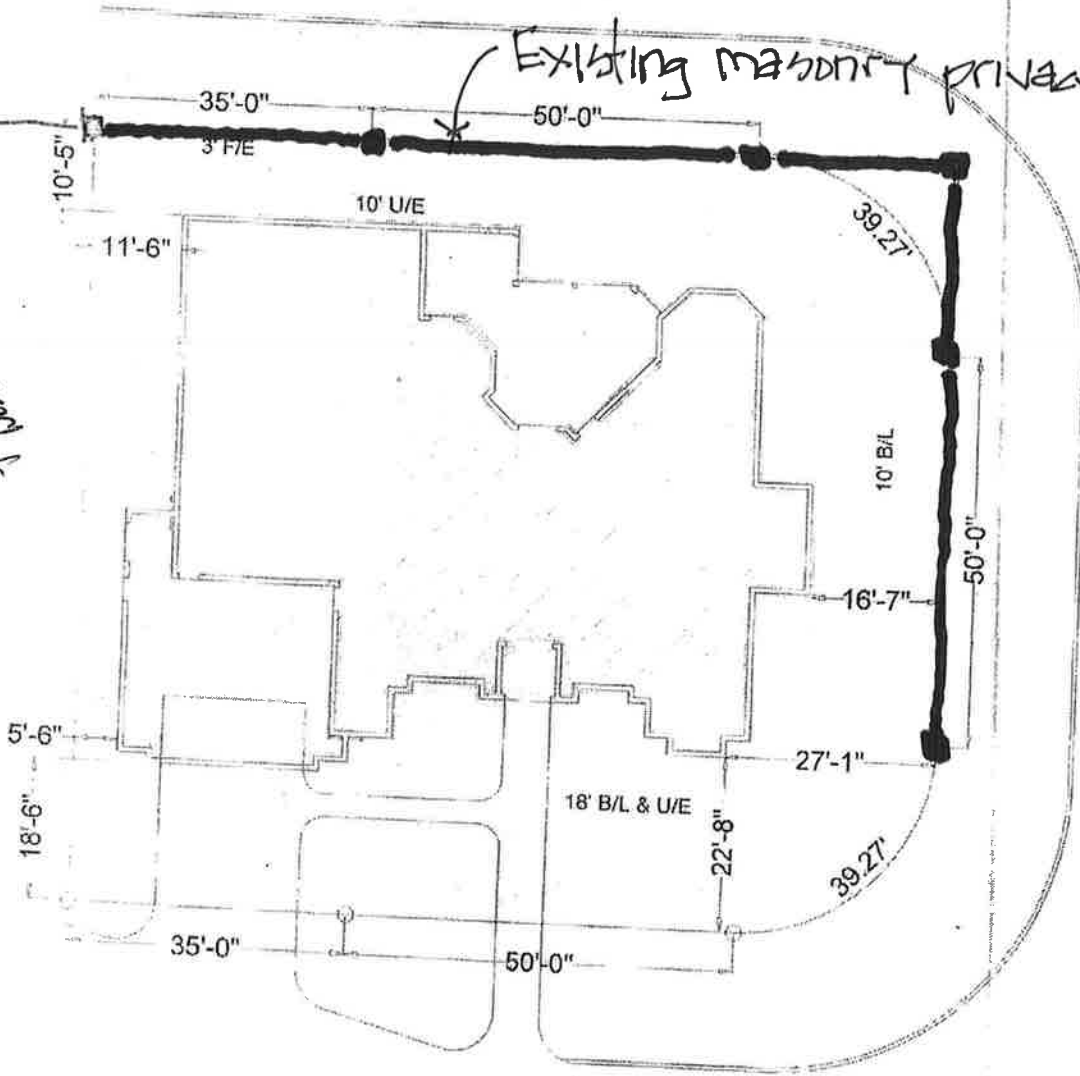 Existing masonry
35'-0"
50'-0"
3' F/E
10'-5"
10' U/E
11'-6"
39.27'
10' B/L
50'-0"
16'-7"
5'-6"
27'-1"
18' B/L & U/E
18'-6"
22'-8"
39.27'
35'-0"
50'-0"